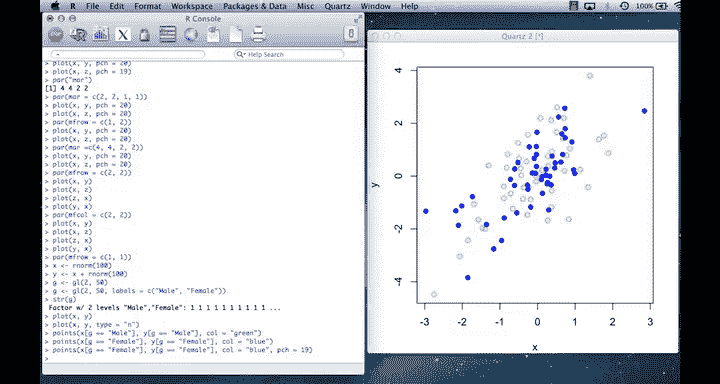 R File Edit Format Workspace Packages & Data Misc Quartz Window Help 100%
R Console
Help Search
> plot(x, y, pch = 20)
> plot(x, z, pch = 19)
> par("mar")
[1] 4 4 2 2
> par(mar = c(2, 2, 1, 1))
> plot(x, y, pch = 20)
> plot(x, z, pch = 20)
> par(mfrow = c(1, 2))
> plot(x, y, pch = 20)
> plot(x, z, pch = 20)
> par(mar =c(4, 4, 2, 2))
> plot(x, y, pch = 20)
> plot(x, z, pch = 20)
> par(mfrow = c(2, 2))
> plot(x, y)
> plot(x, z)
> plot(z, x)
> plot(y, x)
> par(mfcol = c(2, 2))
> plot(x, y)
> plot(x, z)
> plot(z, x)
> plot(y, x)
> par(mfrow = c(1, 1))
> x <- rnorm(100)
> y <- x + rnorm(100)
> g <- gl(2, 50)
> g <- gl(2, 50, labels = c("Male", "Female"))
> str(g)
Factor w/ 2 levels "Male","Female": 1 1 1 1 1 1 1 1 1 1 ...
> plot(x, y)
> plot(x, y, type = "n")
> points(x[g == "Male"], y[g == "Male"], col = "green")
> points(x[g == "Female"], y[g == "Female"], col = "blue")
> points(x[g == "Female"], y[g == "Female"], col = "blue", pch = 19)
>
Quartz 2 [*]
4
2
0
-2
-4
y
-3 -2 -1 0 1 2 3
x